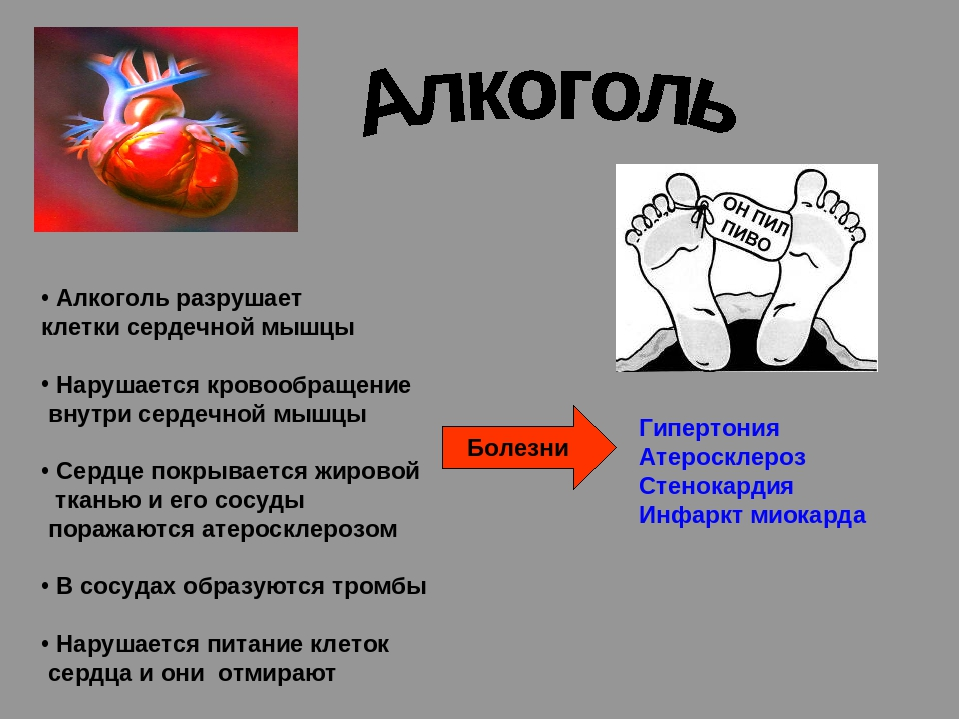 Алкоголь
ОН ПИЛ
ПИВО
• Алкоголь разрушает
клетки сердечной мышцы
• Нарушается кровообращение
внутри сердечной мышцы
• Сердце покрывается жировой
тканью и его сосуды
поражаются атеросклерозом
• В сосудах образуются тромбы
• Нарушается питание клеток
сердца и они отмирают
Болезни
Гипертония
Атеросклероз
Стенокардия
Инфаркт миокарда